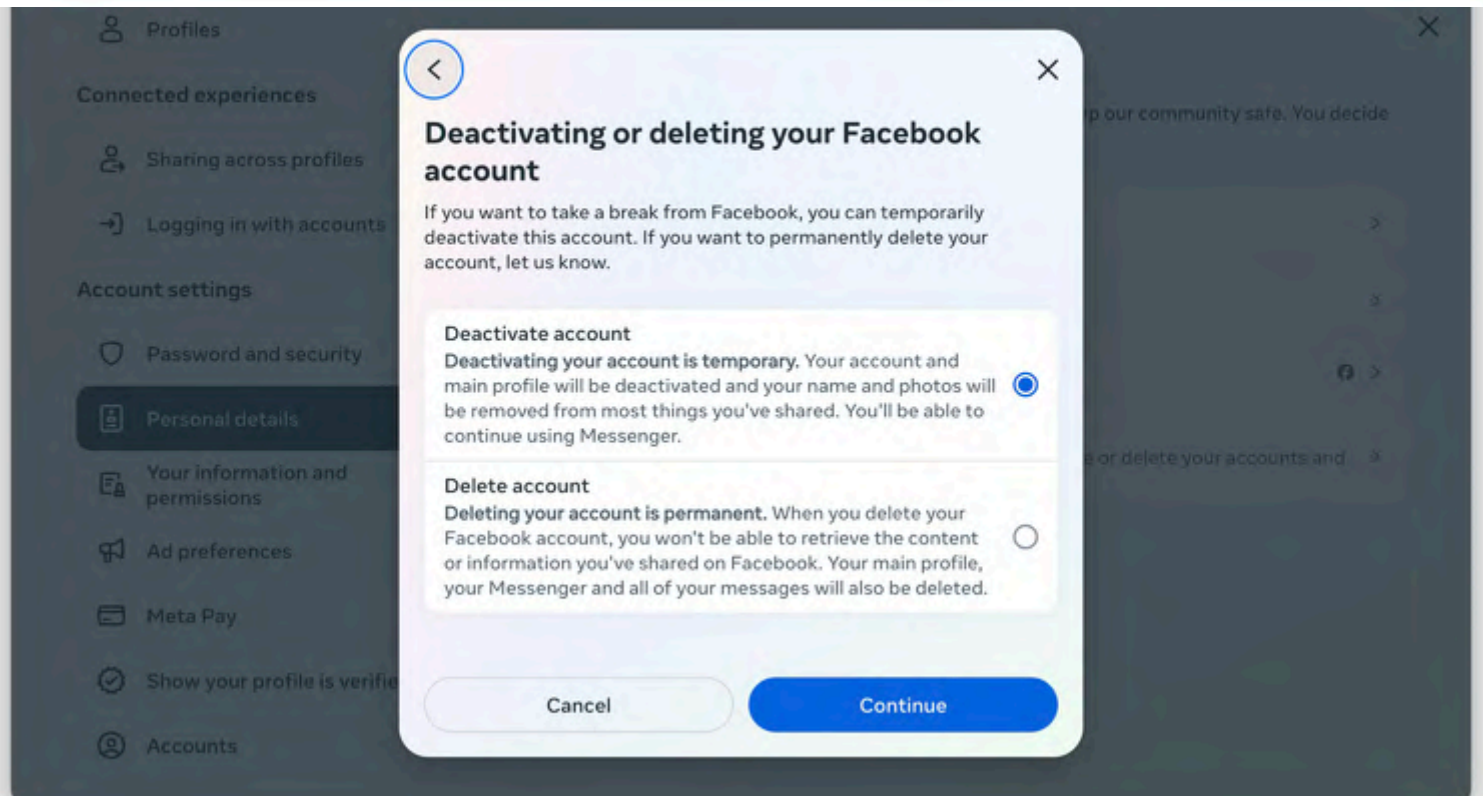 Profiles
Connected experiences
Sharing across profiles
Logging in with accounts
Account settings
Password and security
Personal details
Your information and
permissions
Ad preferences
Meta Pay
Show your profile is
Accounts
our community safe. You decide
or delete your accounts and
Deactivating or deleting your Facebook
account
If you want to take a break from Facebook, you can temporarily
deactivate this account. If you want to permanently delete your
account, let us know.
Deactivate account
Deactivating your account is temporary. Your account and
main profile will be deactivated and your name and photos will
be removed from most things you've shared. You'll be able to
continue using Messenger.
Delete account
Deleting your account is permanent. When you delete your
Facebook account, you won't be able to retrieve the content
or information you've shared on Facebook. Your main profile,
your Messenger and all of your messages will also be deleted.
Cancel
Continue